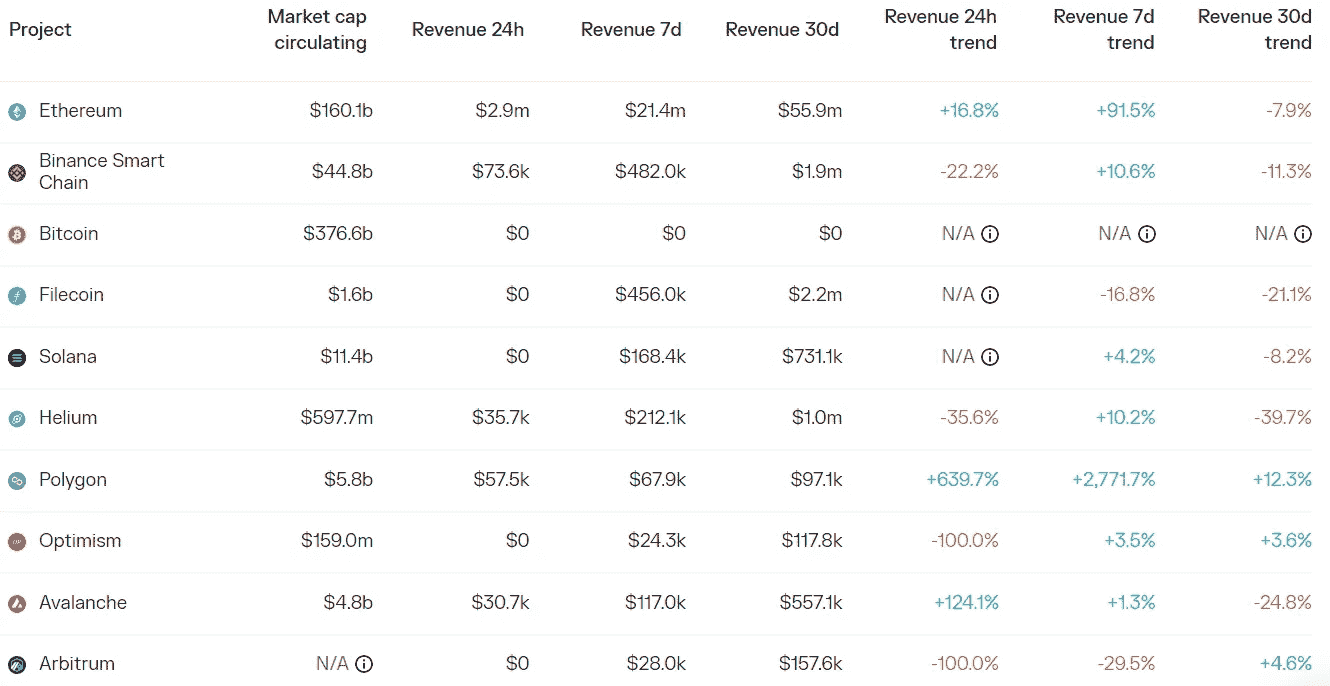 Project Market cap circulating Revenue 24h Revenue 7d Revenue 30d Revenue 24h trend Revenue 7d trend Revenue 30d trend
Ethereum $160.1b $2.9m $21.4m $55.9m +16.8% +91.5% -7.9%
Binance Smart Chain $44.8b $73.6k $482.0k $1.9m -22.2% +10.6% -11.3%
Bitcoin $376.6b $0 $0 $0 N/A N/A N/A
Filecoin $1.6b $0 $456.0k $2.2m N/A -16.8% -21.1%
Solana $11.4b $0 $168.4k $731.1k N/A +4.2% -8.2%
Helium $597.7m $35.7k $212.1k $1.0m -35.6% +10.2% -39.7%
Polygon $5.8b $57.5k $67.9k $97.1k +639.7% +2,771.7% +12.3%
Optimism $159.0m $0 $24.3k $117.8k -100.0% +3.5% +3.6%
Avalanche $4.8b $30.7k $117.0k $557.1k +124.1% +1.3% -24.8%
Arbitrum N/A $0 $28.0k $157.6k -100.0% -29.5% +4.6%